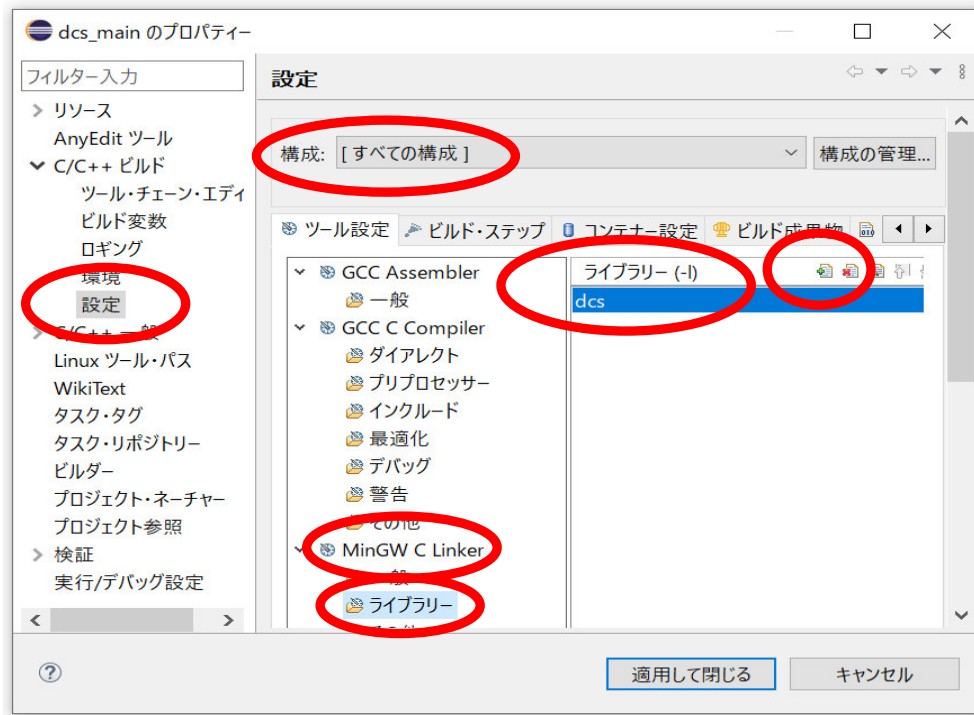 dcs_main のプロパティー
フィルター入力
リソース
AnyEdit ツール
C/C++ ビルド
ツール・チェーン・エディ
ビルド変数
ロギング
環境
設定
C/C++ 一般
Linux ツール・パス
WikiText
タスク・タグ
タスク・リポジトリー
ビルダー
プロジェクト・ネーチャー
プロジェクト参照
検証
実行/デバッグ設定
設定
構成: [ すべての構成 ] 構成の管理...
ツール設定 ビルド・ステップ コンテナー設定 ビルド成果物
GCC Assembler
一般
GCC C Compiler
ダイアレクト
プリプロセッサー
インクルード
最適化
デバッグ
警告
その他
MinGW C Linker
一般
ライブラリー
その他
ライブラリー (-l)
dcs
適用して閉じる キャンセル